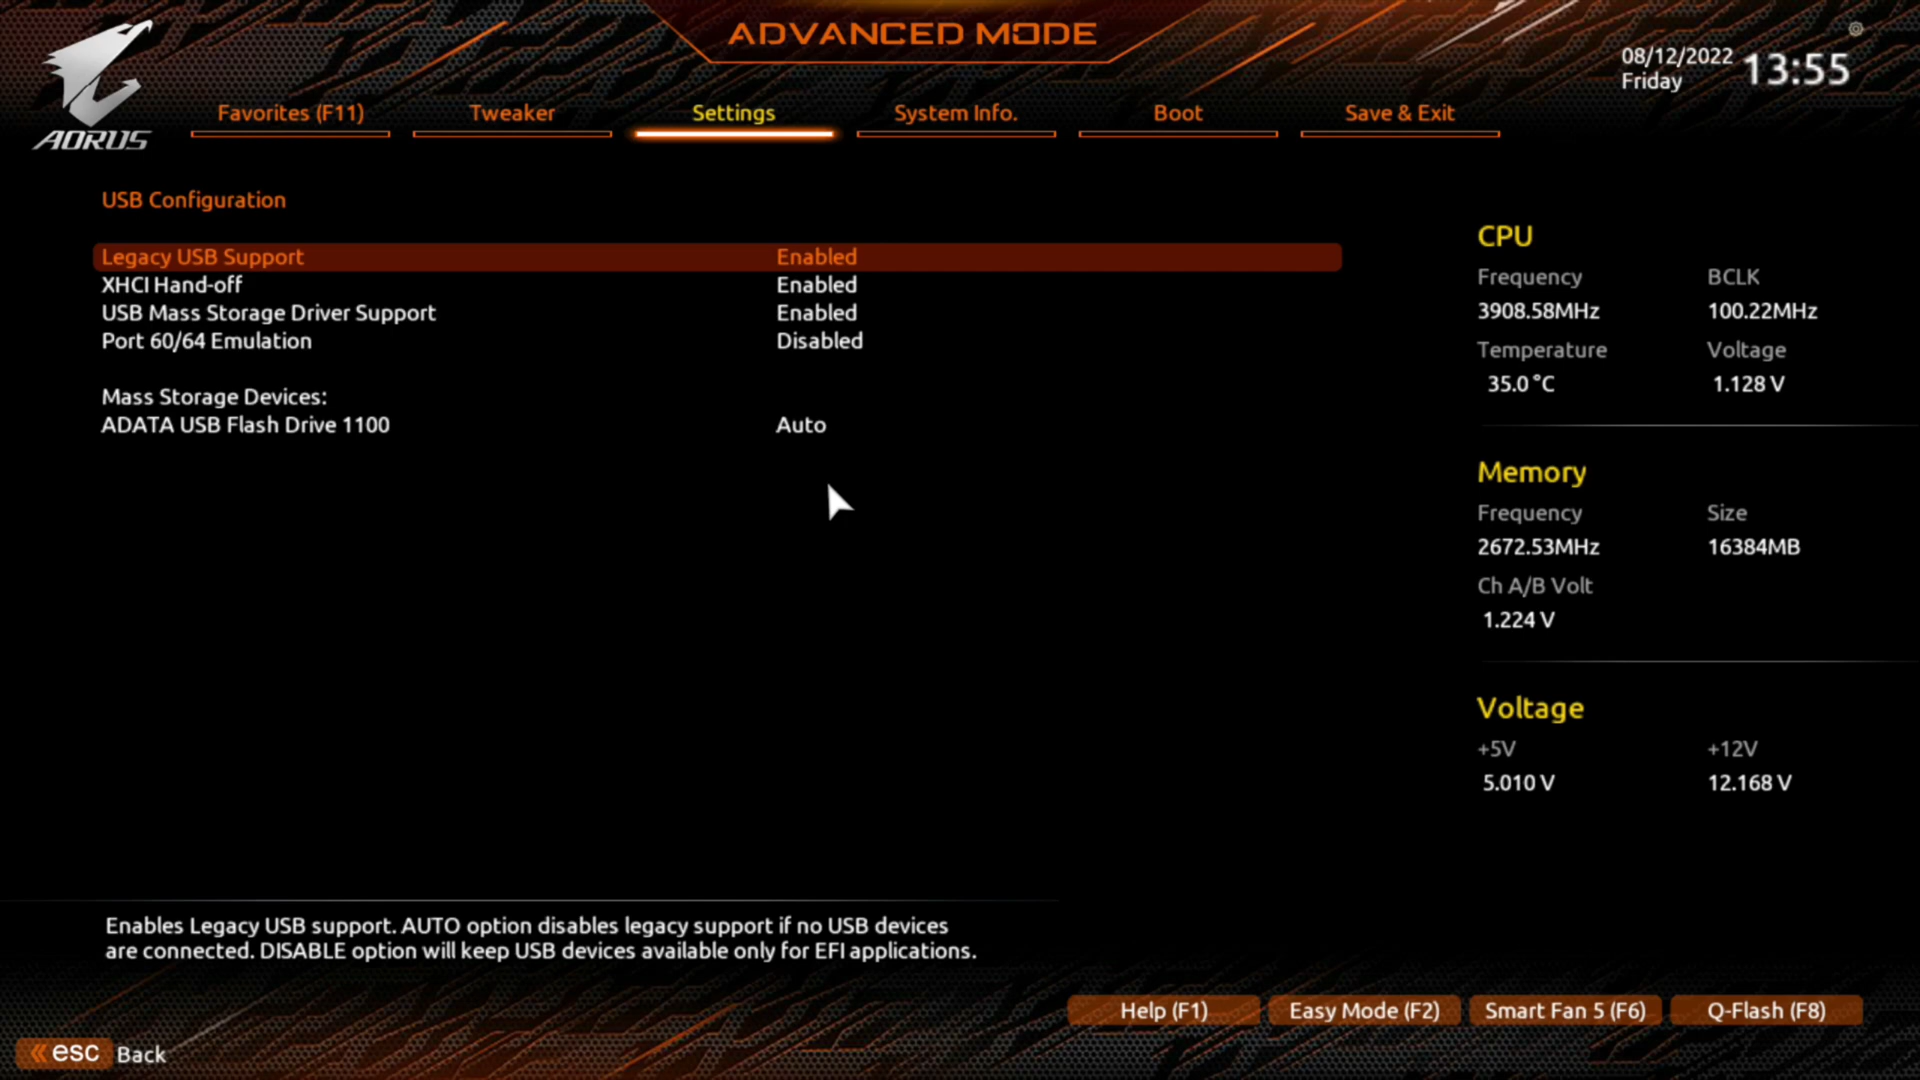 ADVANCED MODE
08/12/2022
Friday
13:55
AORUS
Favorites (F11)
Tweaker
Settings
System Info.
Boot
Save & Exit
USB Configuration
Legacy USB Support Enabled
XHCI Hand-off Enabled
USB Mass Storage Driver Support Enabled
Port 60/64 Emulation Disabled
Mass Storage Devices:
ADATA USB Flash Drive 1100 Auto
CPU
Frequency BCLK
3908.58MHz 100.22MHz
Temperature Voltage
35.0 °C 1.128 V
Memory
Frequency Size
2672.53MHz 16384MB
Ch A/B Volt
1.224 V
Voltage
+5V +12V
5.010 V 12.168 V
Enables Legacy USB support. AUTO option disables legacy support if no USB devices
are connected. DISABLE option will keep USB devices available only for EFI applications.
Help (F1)
Easy Mode (F2)
Smart Fan 5 (F6)
Q-Flash (F8)
esc Back